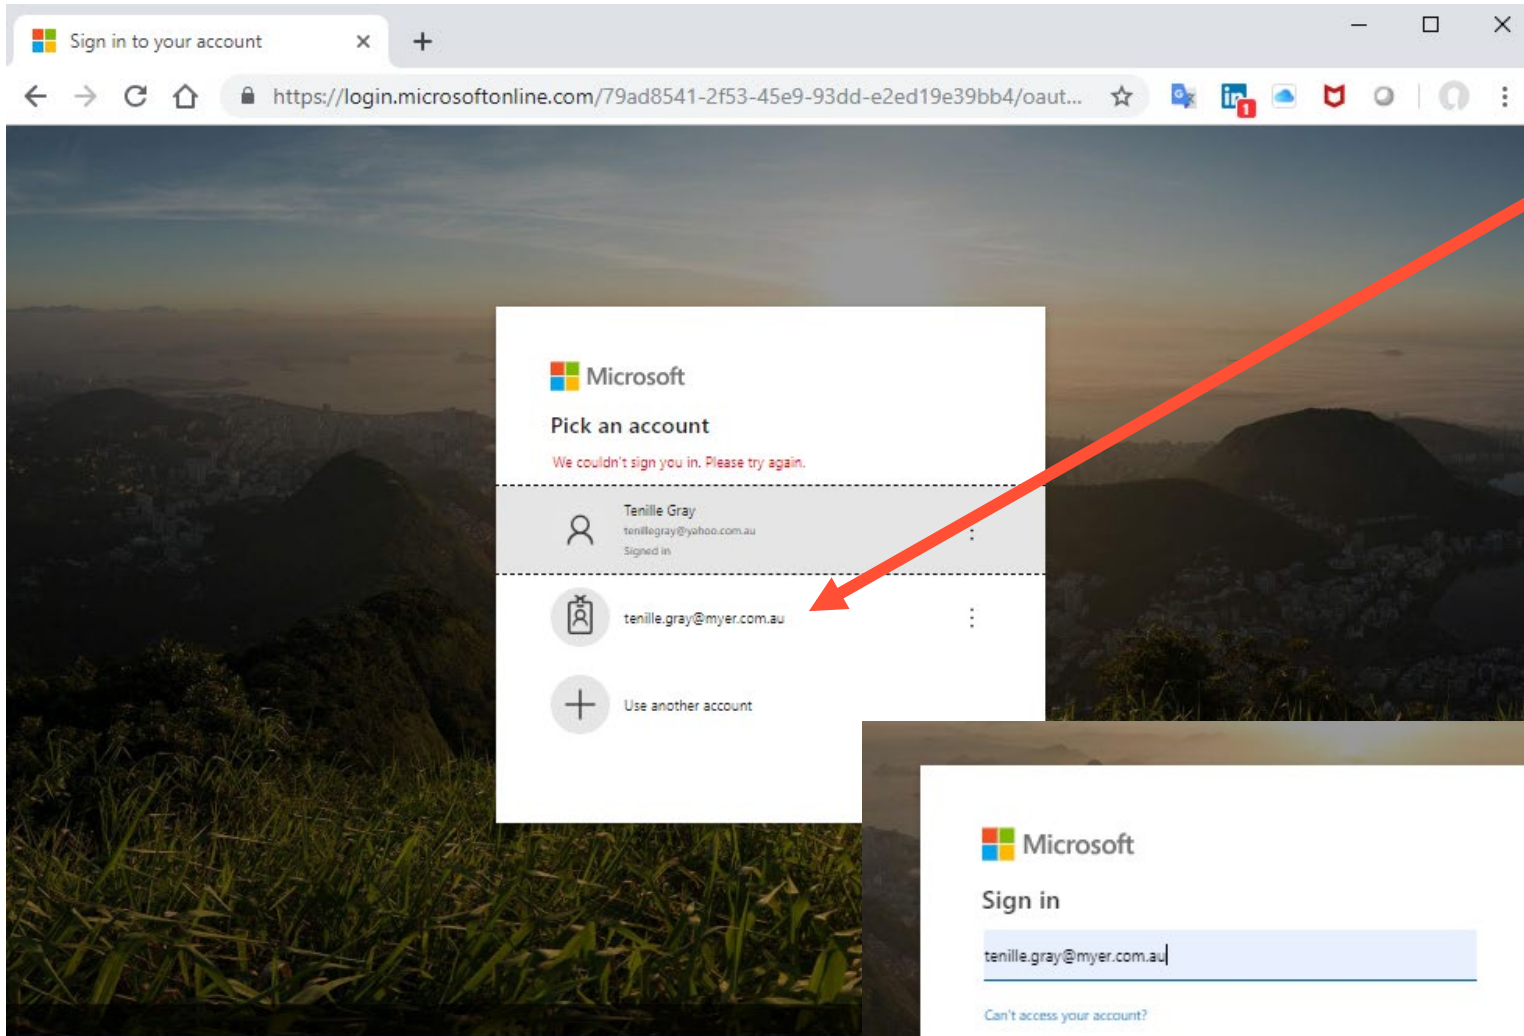 Sign in to your account
https://login.microsoftonline.com/79ad8541-2f53-45e9-93dd-e2ed19e39bb4/oaut...
in
1
Microsoft
Pick an account
We couldn't sign you in. Please try again.
Tenille Gray
tenillegray@yahoo.com.au
Signed in
tenille.gray@myer.com.au
Use another account
Microsoft
Sign in
tenille.gray@myer.com.au
Can't access your account?